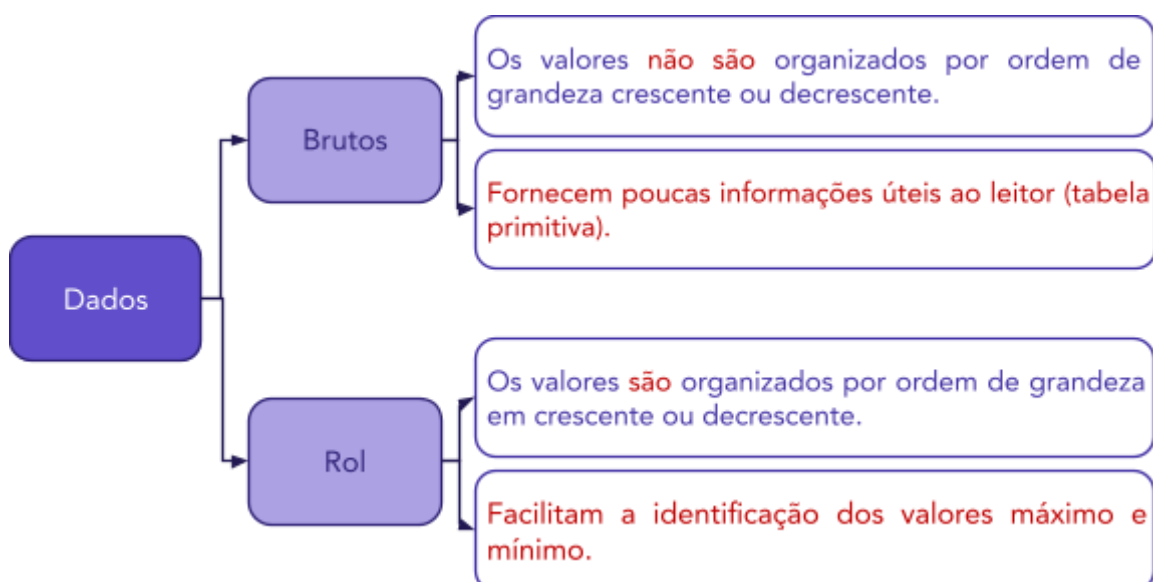 Os valores não são organizados por ordem de
grandeza crescente ou decrescente.
Brutos
Fornecem poucas informações úteis ao leitor (tabela
primitiva).
Dados
Os valores são organizados por ordem de grandeza
em crescente ou decrescente.
Rol
Facilitam a identificação dos valores máximo e
mínimo.